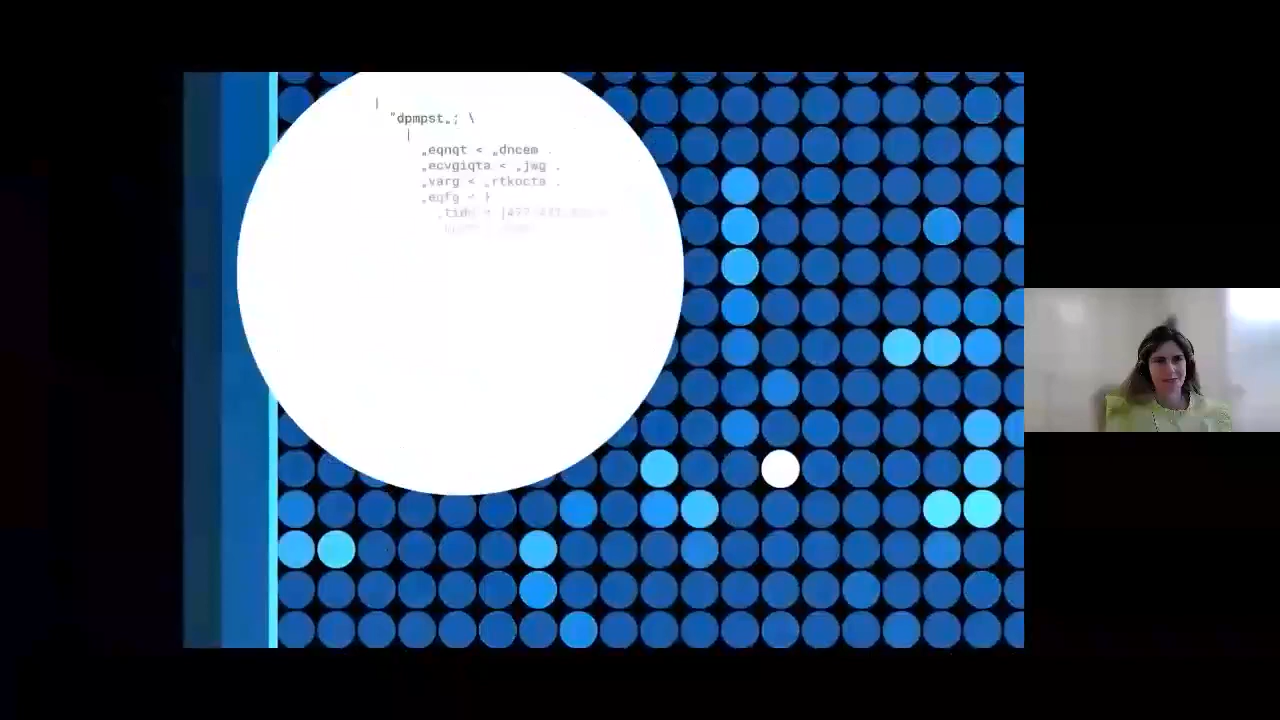 |
"dpmpst„; \
|
„eqnqt < „dncem .
„ecvgiqta < „jwg .
„varg < „rtkocta .
„eqfg < }